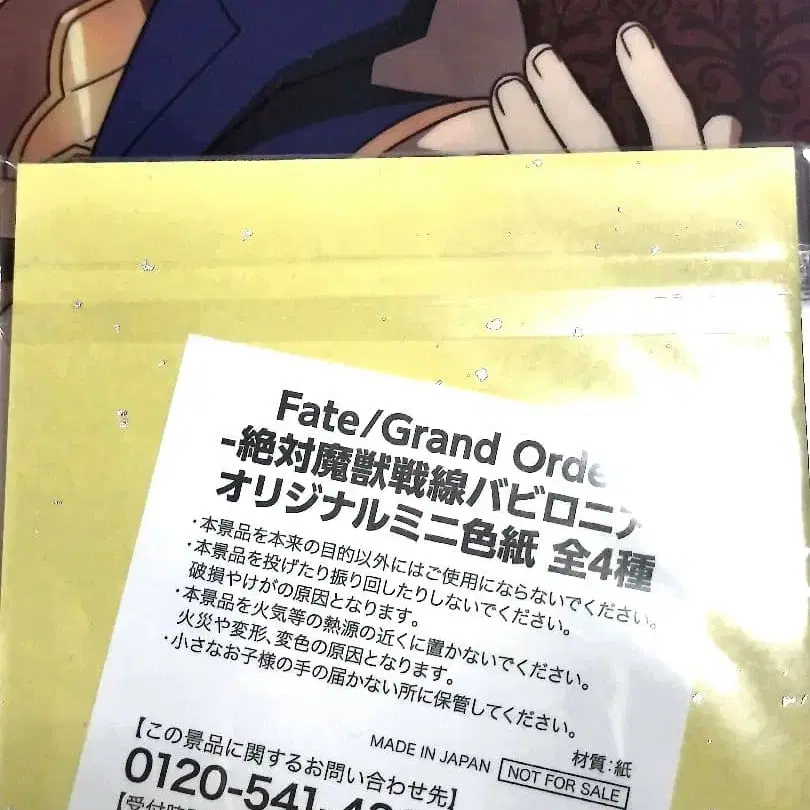 Fate/Grand Orde
-絶対魔獣戦線バビロニア
オリジナルミニ色紙 全4種
・本景品を本来の目的以外にはご使用にならないでください。
・本景品を投げたり振り回したりしないでください。
破損やけがの原因となります。
・本景品を火気等の熱源の近くに置かないでください。
火災や変形、変色の原因となります。
・小さなお子様の手の届かない所に保管してください。
材質:紙
MADE IN JAPAN NOT FOR SALE
【この景品に関するお問い合わせ先】
0120-541-4